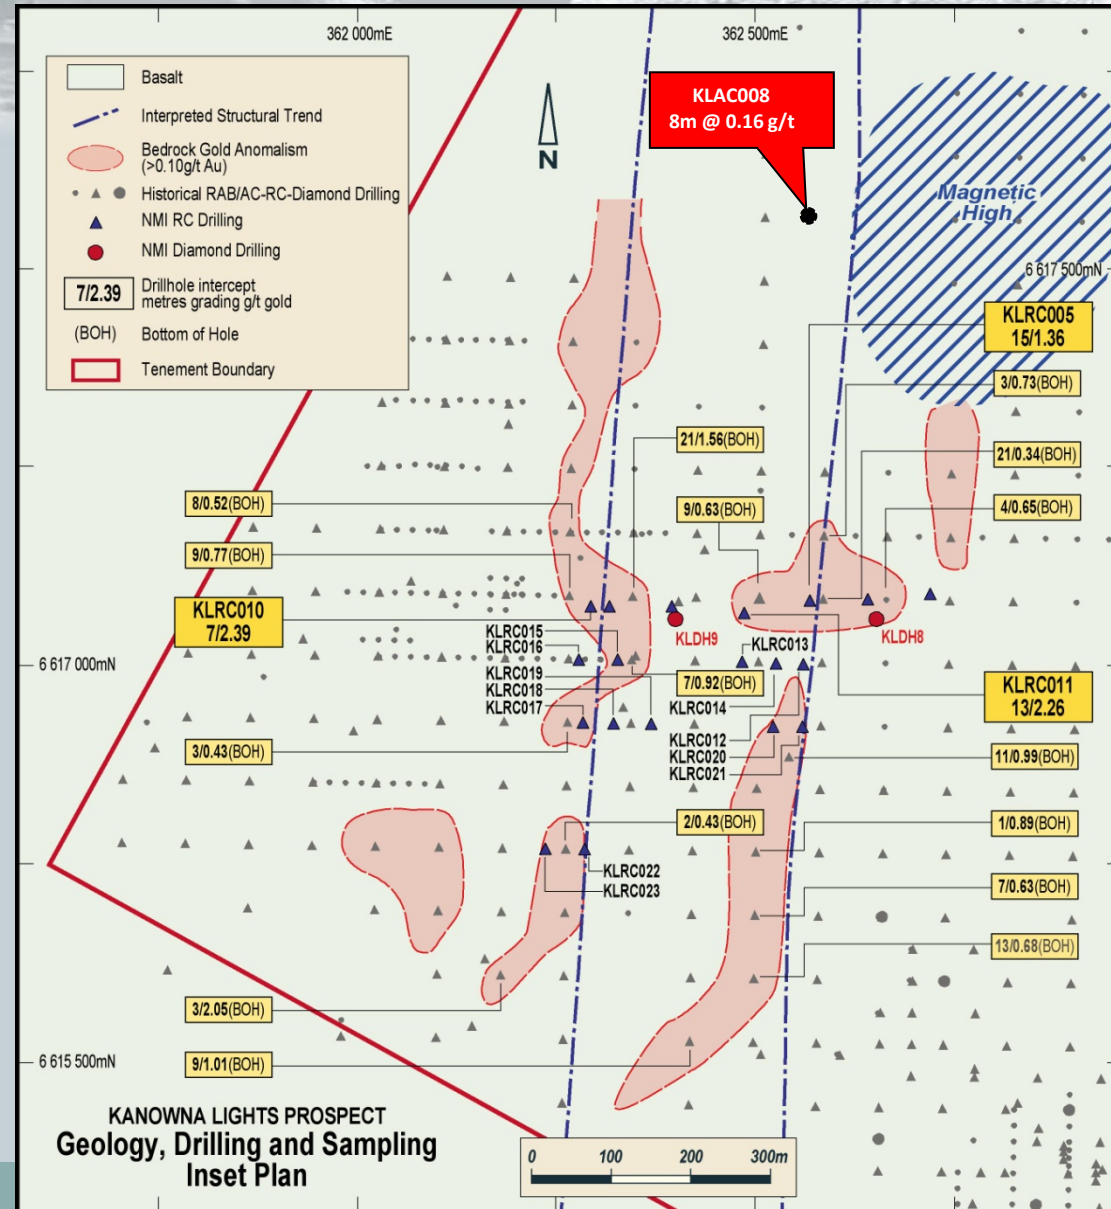 362 000mE
362 500mE
Basalt
Interpreted Structural Trend
Bedrock Gold Anomalism
(>0.10g/t Au)
Historical RAB/AC-RC-Diamond Drilling
NMI RC Drilling
NMI Diamond Drilling
7/2.39
Drillhole intercept
metres grading g/t gold
(BOH)
Bottom of Hole
Tenement Boundary
N
KLAC008
8m @ 0.16 g/t
Magnetic
High
6 617 500mN
KLRC005
15/1.36
3/0.73(BOH)
21/1.56(BOH)
21/0.34(BOH)
8/0.52(BOH)
9/0.63(BOH)
4/0.65(BOH)
9/0.77(BOH)
KLRC010
7/2.39
KLDH9
KLDH8
KLRC015
KLRC016
KLRC013
6 617 000mN
KLRC019
KLRC018
KLRC017
7/0.92(BOH)
KLRC014
KLRC011
13/2.26
KLRC012
KLRC020
KLRC021
3/0.43(BOH)
11/0.99(BOH)
2/0.43(BOH)
1/0.89(BOH)
KLRC022
KLRC023
7/0.63(BOH)
13/0.68(BOH)
3/2.05(BOH)
9/1.01(BOH)
6 615 500mN
KANOWNA LIGHTS PROSPECT
Geology, Drilling and Sampling
Inset Plan
0 100 200 300m